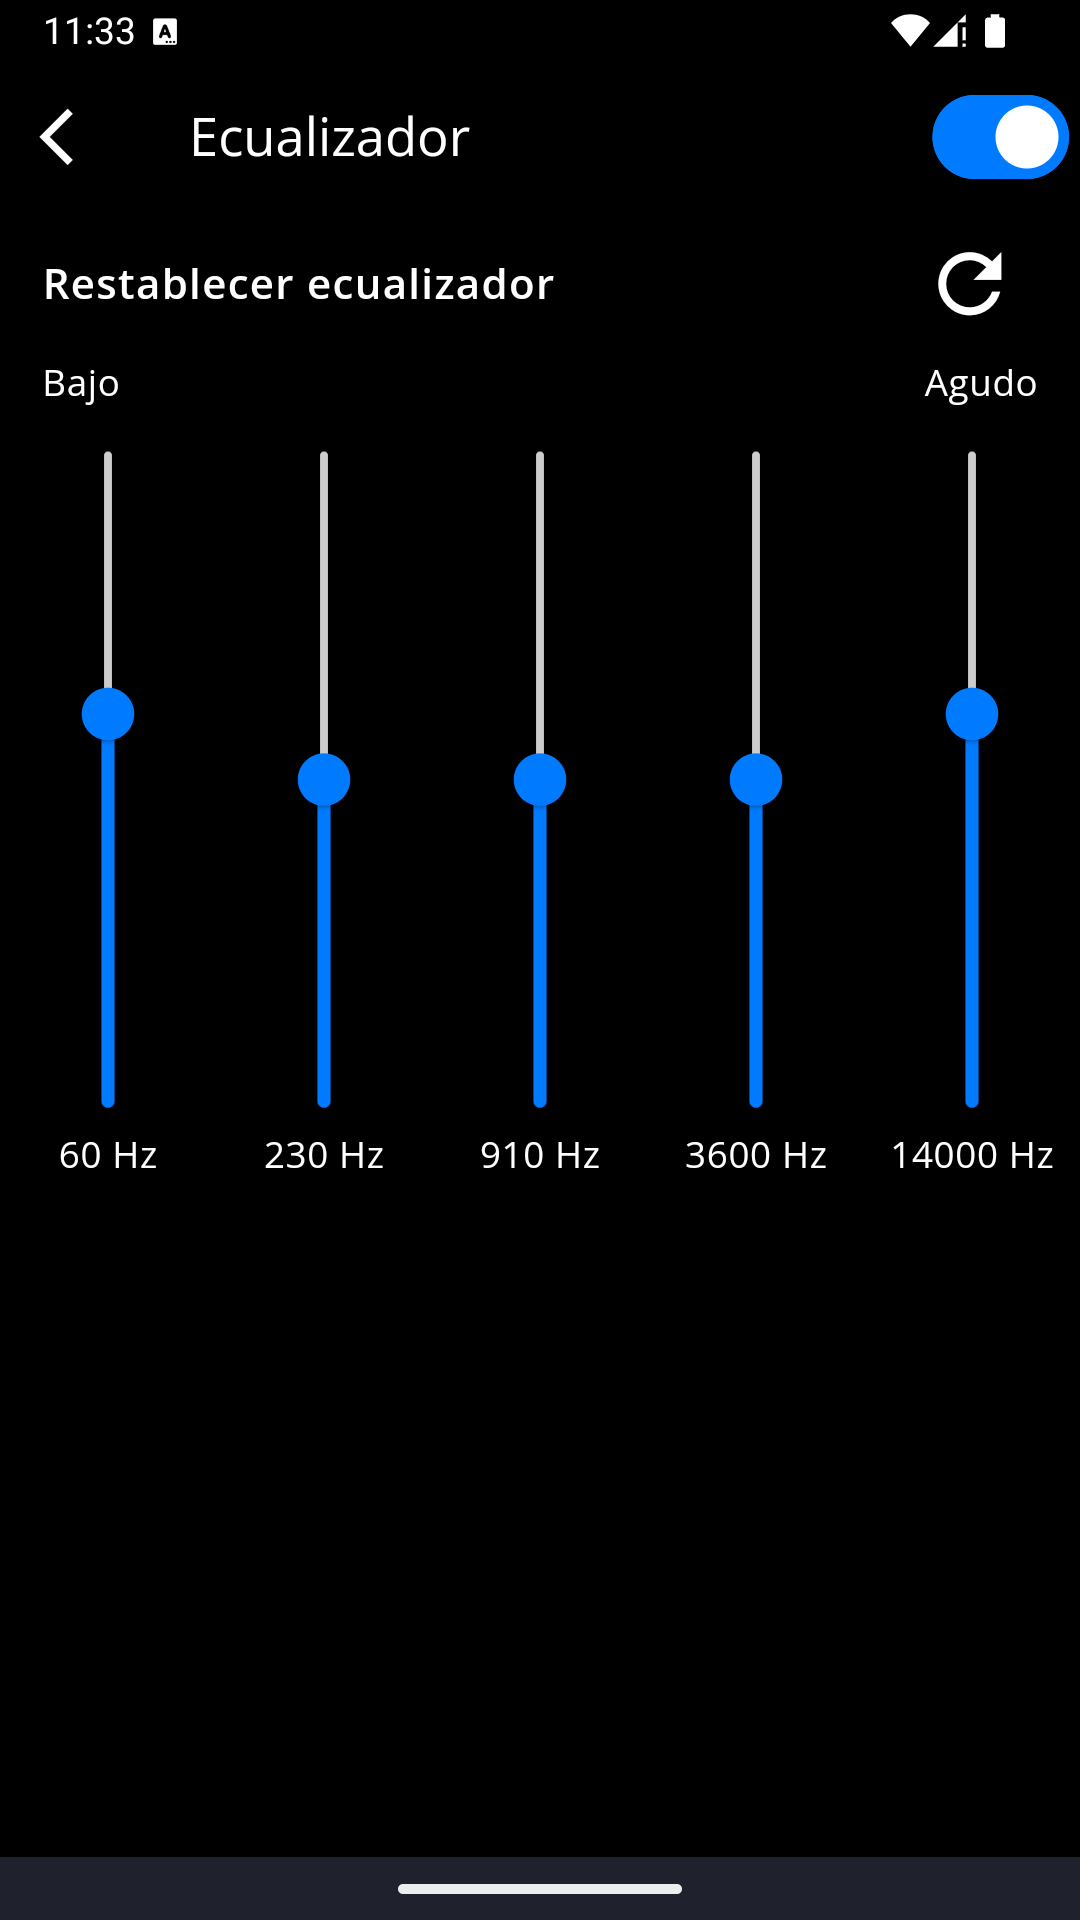 11:33
Ecualizador
Restablecer ecualizador
Bajo Agudo
60 Hz 230 Hz 910 Hz 3600 Hz 14000 Hz